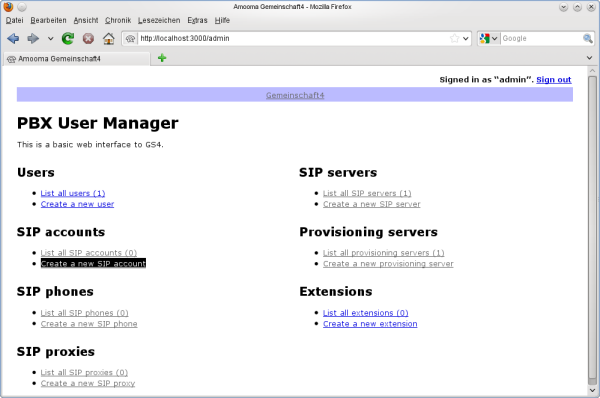 Amooma Gemeinschaft4 - Mozilla Firefox
Datei Bearbeiten Ansicht Chronik Lesezeichen Extras Hilfe
http://localhost:3000/admin
Google
Amooma Gemeinschaft4
Signed in as “admin”. Sign out
Gemeinschaft4
PBX User Manager
This is a basic web interface to GS4.
Users
List all users (1)
Create a new user
SIP accounts
List all SIP accounts (0)
Create a new SIP account
SIP phones
List all SIP phones (0)
Create a new SIP phone
SIP proxies
List all SIP proxies (0)
Create a new SIP proxy
SIP servers
List all SIP servers (1)
Create a new SIP server
Provisioning servers
List all provisioning servers (1)
Create a new provisioning server
Extensions
List all extensions (0)
Create a new extension